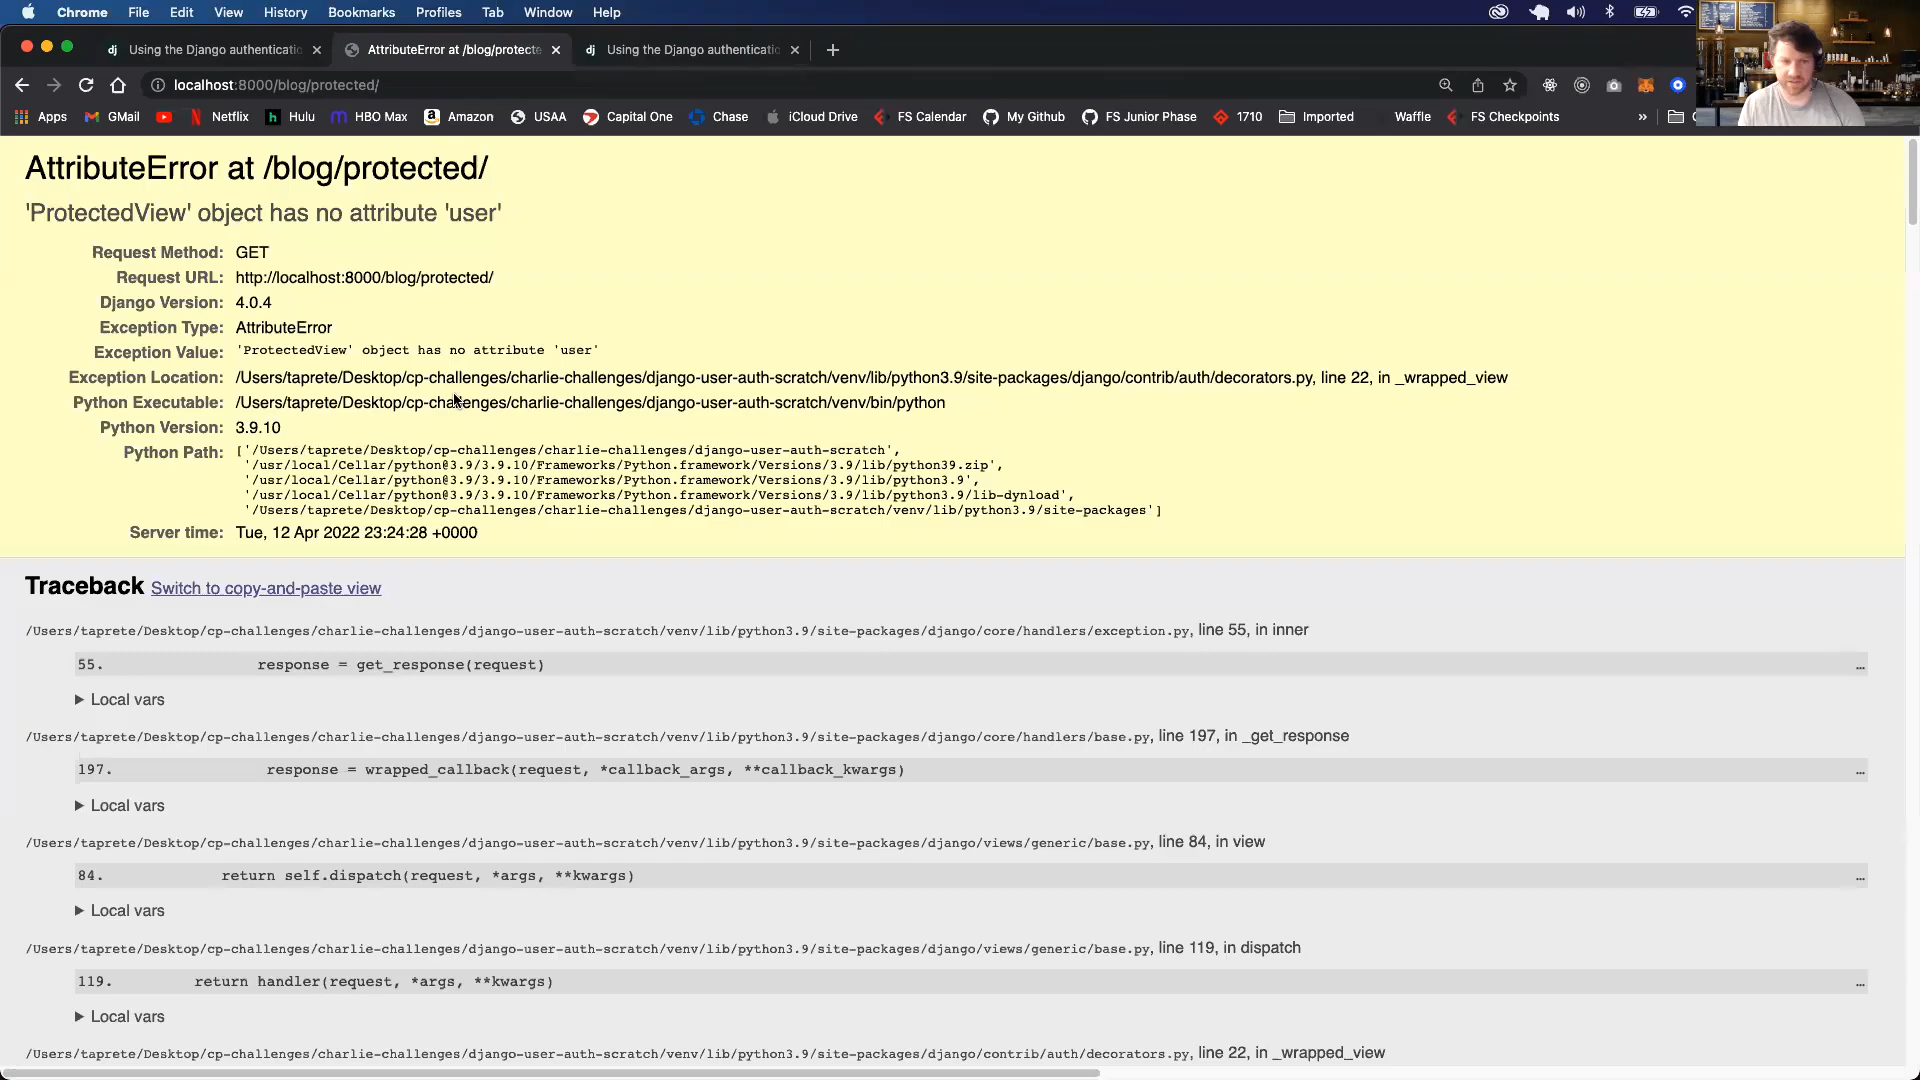 Chrome File Edit View History Bookmarks Profiles Tab Window Help
dj Using the Django authenticatio
AttributeError at /blog/protecte
dj Using the Django authenticatio
localhost:8000/blog/protected/
Apps GMail Netflix Hulu HBO Max Amazon USAA Capital One Chase iCloud Drive FS Calendar My Github FS Junior Phase 1710 Imported Waffle FS Checkpoints »
AttributeError at /blog/protected/
'ProtectedView' object has no attribute 'user'
Request Method: GET
Request URL: http://localhost:8000/blog/protected/
Django Version: 4.0.4
Exception Type: AttributeError
Exception Value: 'ProtectedView' object has no attribute 'user'
Exception Location: /Users/taprete/Desktop/cp-challenges/charlie-challenges/django-user-auth-scratch/venv/lib/python3.9/site-packages/django/contrib/auth/decorators.py, line 22, in _wrapped_view
Python Executable: /Users/taprete/Desktop/cp-challenges/charlie-challenges/django-user-auth-scratch/venv/bin/python
Python Version: 3.9.10
Python Path: ['/Users/taprete/Desktop/cp-challenges/charlie-challenges/django-user-auth-scratch',
'/usr/local/Cellar/python@3.9/3.9.10/Frameworks/Python.framework/Versions/3.9/lib/python39.zip',
'/usr/local/Cellar/python@3.9/3.9.10/Frameworks/Python.framework/Versions/3.9/lib/python3.9',
'/usr/local/Cellar/python@3.9/3.9.10/Frameworks/Python.framework/Versions/3.9/lib/python3.9/lib-dynload',
'/Users/taprete/Desktop/cp-challenges/charlie-challenges/django-user-auth-scratch/venv/lib/python3.9/site-packages']
Server time: Tue, 12 Apr 2022 23:24:28 +0000
Traceback Switch to copy-and-paste view
/Users/taprete/Desktop/cp-challenges/charlie-challenges/django-user-auth-scratch/venv/lib/python3.9/site-packages/django/core/handlers/exception.py, line 55, in inner
55. response = get_response(request) …
▶ Local vars
/Users/taprete/Desktop/cp-challenges/charlie-challenges/django-user-auth-scratch/venv/lib/python3.9/site-packages/django/core/handlers/base.py, line 197, in _get_response
197. response = wrapped_callback(request, *callback_args, **callback_kwargs) …
▶ Local vars
/Users/taprete/Desktop/cp-challenges/charlie-challenges/django-user-auth-scratch/venv/lib/python3.9/site-packages/django/views/generic/base.py, line 84, in view
84. return self.dispatch(request, *args, **kwargs) …
▶ Local vars
/Users/taprete/Desktop/cp-challenges/charlie-challenges/django-user-auth-scratch/venv/lib/python3.9/site-packages/django/views/generic/base.py, line 119, in dispatch
119. return handler(request, *args, **kwargs) …
▶ Local vars
/Users/taprete/Desktop/cp-challenges/charlie-challenges/django-user-auth-scratch/venv/lib/python3.9/site-packages/django/contrib/auth/decorators.py, line 22, in _wrapped_view